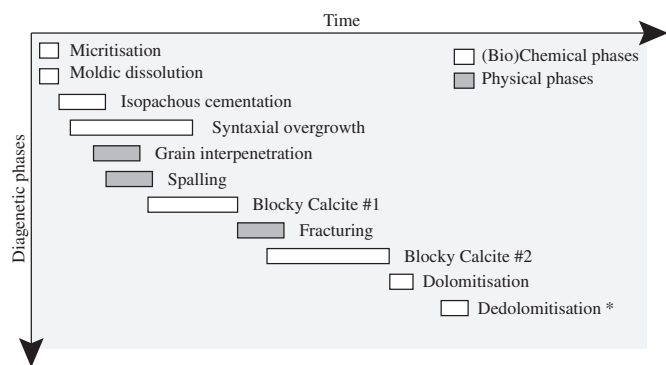 Time
Micritisation
(Bio)Chemical phases
Moldic dissolution
Physical phases
Isopachous cementation
Syntaxial overgrowth
Grain interpenetration
Spalling
Blocky Calcite #1
Fracturing
Blocky Calcite #2
Dolomitisation
Dedolomitisation *
Diagenetic phases